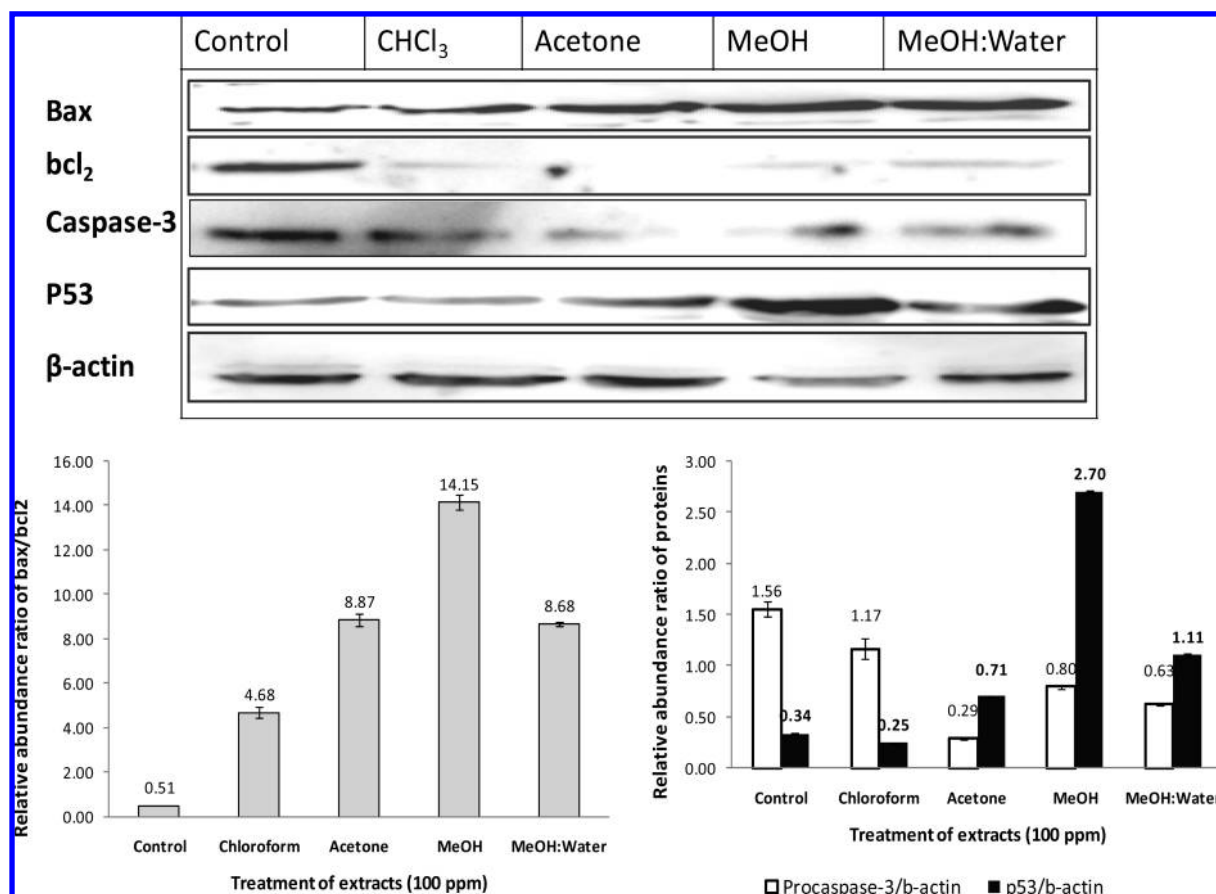 Control CHCl₃ Acetone MeOH MeOH:Water
Bax
bcl₂
Caspase-3
P53
β-actin
Relative abundance ratio of bax/bcl2
16.00
14.00
12.00
10.00
8.00
6.00
4.00
2.00
0.00
0.51
4.68
8.87
14.15
8.68
Control Chloroform Acetone MeOH MeOH:Water
Treatment of extracts (100 ppm)
Relative abundance ratio of proteins
3.00
2.50
2.00
1.50
1.00
0.50
0.00
1.56
0.34
1.17
0.25
0.29
0.71
0.80
2.70
0.63
1.11
Control Chloroform Acetone MeOH MeOH:Water
Treatment of extracts (100 ppm)
Procaspase-3/b-actin p53/b-actin